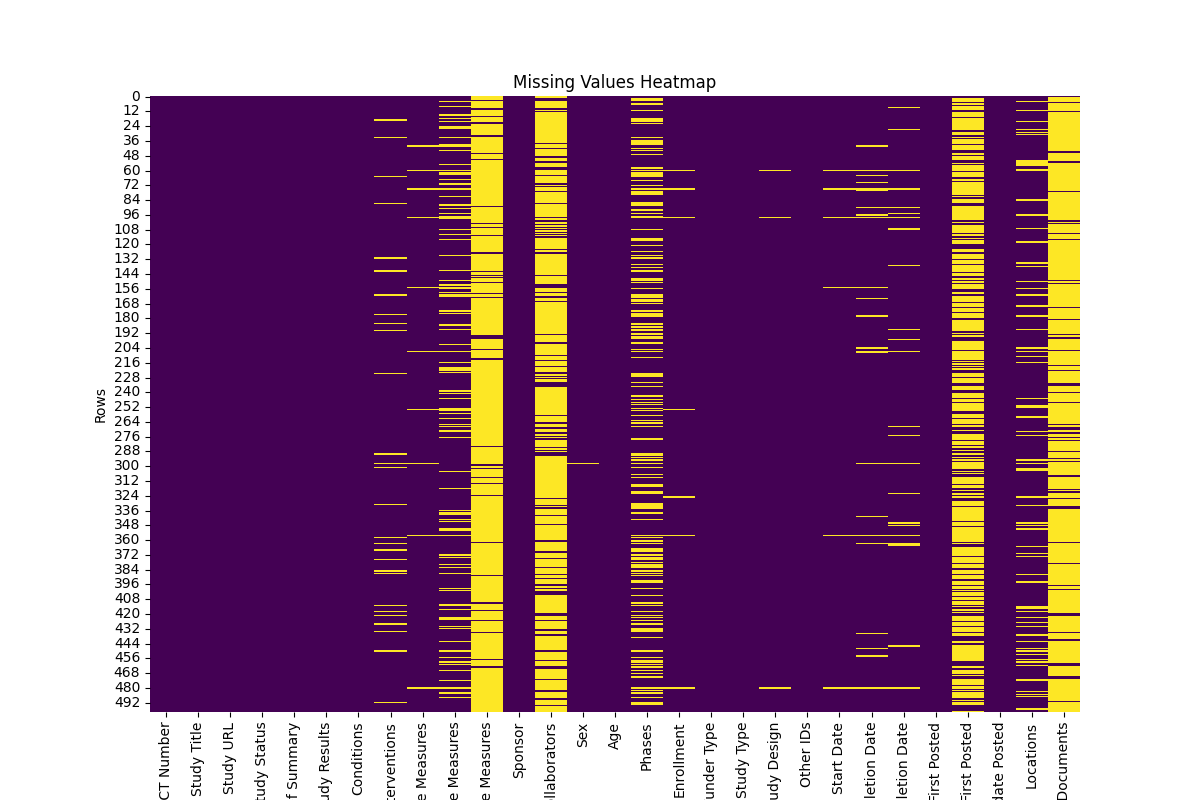 Missing Values Heatmap
Rows
0
12
24
36
48
60
72
84
96
108
120
132
144
156
168
180
192
204
216
228
240
252
264
276
288
300
312
324
336
348
360
372
384
396
408
420
432
444
456
468
480
492
CT Number
Study Title
Study URL
tudy Status
f Summary
udy Results
Conditions
terventions
e Measures
e Measures
e Measures
Sponsor
llaborators
Sex
Age
Phases
Enrollment
under Type
Study Type
udy Design
Other IDs
Start Date
letion Date
letion Date
First Posted
First Posted
date Posted
Locations
Documents